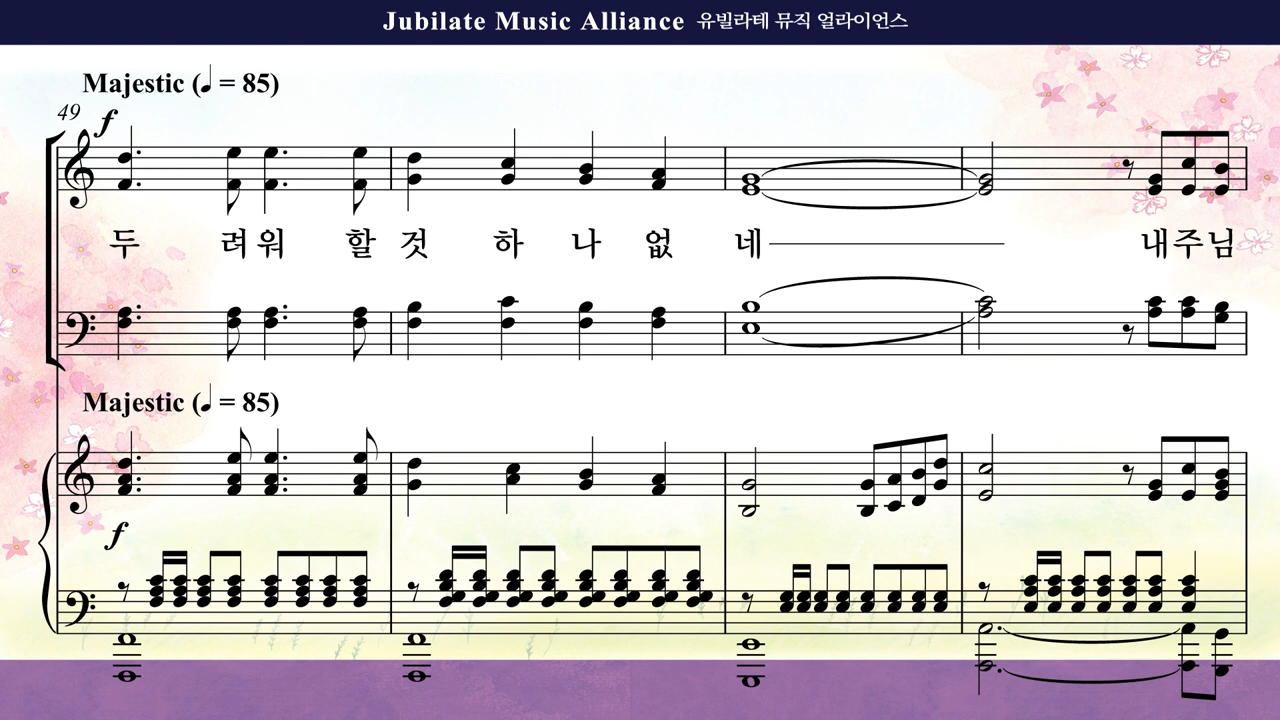 Jubilate Music Alliance 유빌라테 뮤직 얼라이언스
Majestic (♩ = 85)
49
f
두 려 워 할 것 하 나 없 네 내 주 님
Majestic (♩ = 85)
f